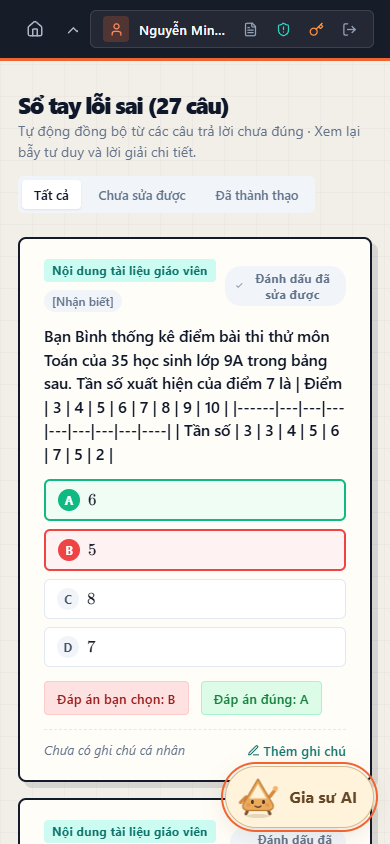 Nguyễn Min...
Sổ tay lỗi sai (27 câu)
Tự động đồng bộ từ các câu trả lời chưa đúng · Xem lại
bẫy tư duy và lời giải chi tiết.
Tất cả
Chưa sửa được
Đã thành thạo
Nội dung tài liệu giáo viên
[Nhận biết]
Đánh dấu đã
sửa được
Bạn Bình thống kê điểm bài thi thử môn
Toán của 35 học sinh lớp 9A trong bảng
sau. Tần số xuất hiện của điểm 7 là | Điểm
| 3 | 4 | 5 | 6 | 7 | 8 | 9 | 10 | |------|---|---|---
|---|---|---|---|----| | Tần số | 3 | 3 | 4 | 5 | 6
| 7 | 5 | 2 |
A 6
B 5
C 8
D 7
Đáp án bạn chọn: B
Đáp án đúng: A
Chưa có ghi chú cá nhân
Thêm ghi chú
Gia sư AI
Nội dung tài liệu giáo viên
Đánh dấu đã